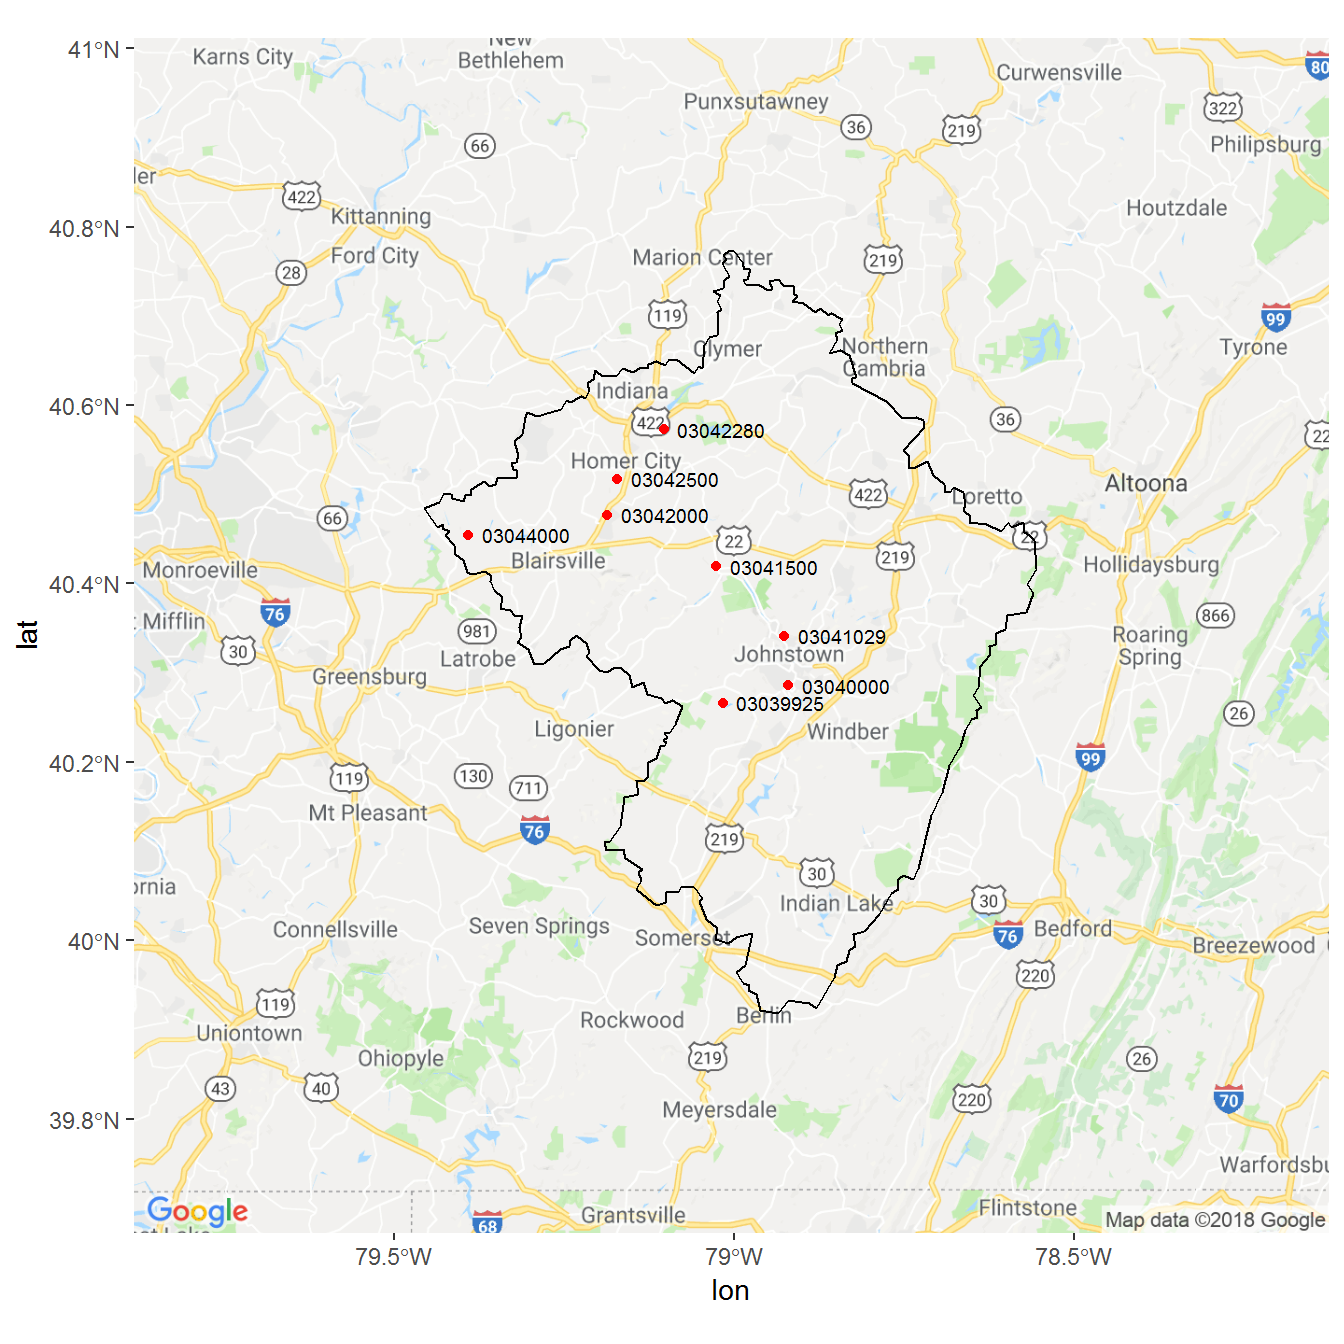 41°N
40.8°N
40.6°N
40.4°N
40.2°N
40°N
39.8°N
lat
79.5°W
79°W
78.5°W
lon
Karns City
New
Bethlehem
Curwensville
80
Punxsutawney
322
36
219
66
Philipsburg
ler
422
Kittanning
Houtzdale
Ford City
Marion Center
219
28
119
99
Clymer
Northern
Cambria
Tyrone
Indiana
422
03042280
36
22
Homer City
03042500
Altoona
422
Loretto
66
03042000
03044000
22
22
Blairsville
219
03041500
Hollidaysburg
Monroeville
76
866
Mifflin
981
03041029
Roaring
Spring
30
Latrobe
Johnstown
Greensburg
03040000
03039925
26
Ligonier
Windber
99
119
130
711
Mt Pleasant
76
219
30
ornia
Indian Lake
30
Connellsville
Seven Springs
Somerset
76
Bedford
Breezewood
220
119
Rockwood
Berlin
Uniontown
Ohiopyle
219
26
43
40
220
70
Meyersdale
Warfordsbu
Google
68
Grantsville
Flintstone
Map data ©2018 Google